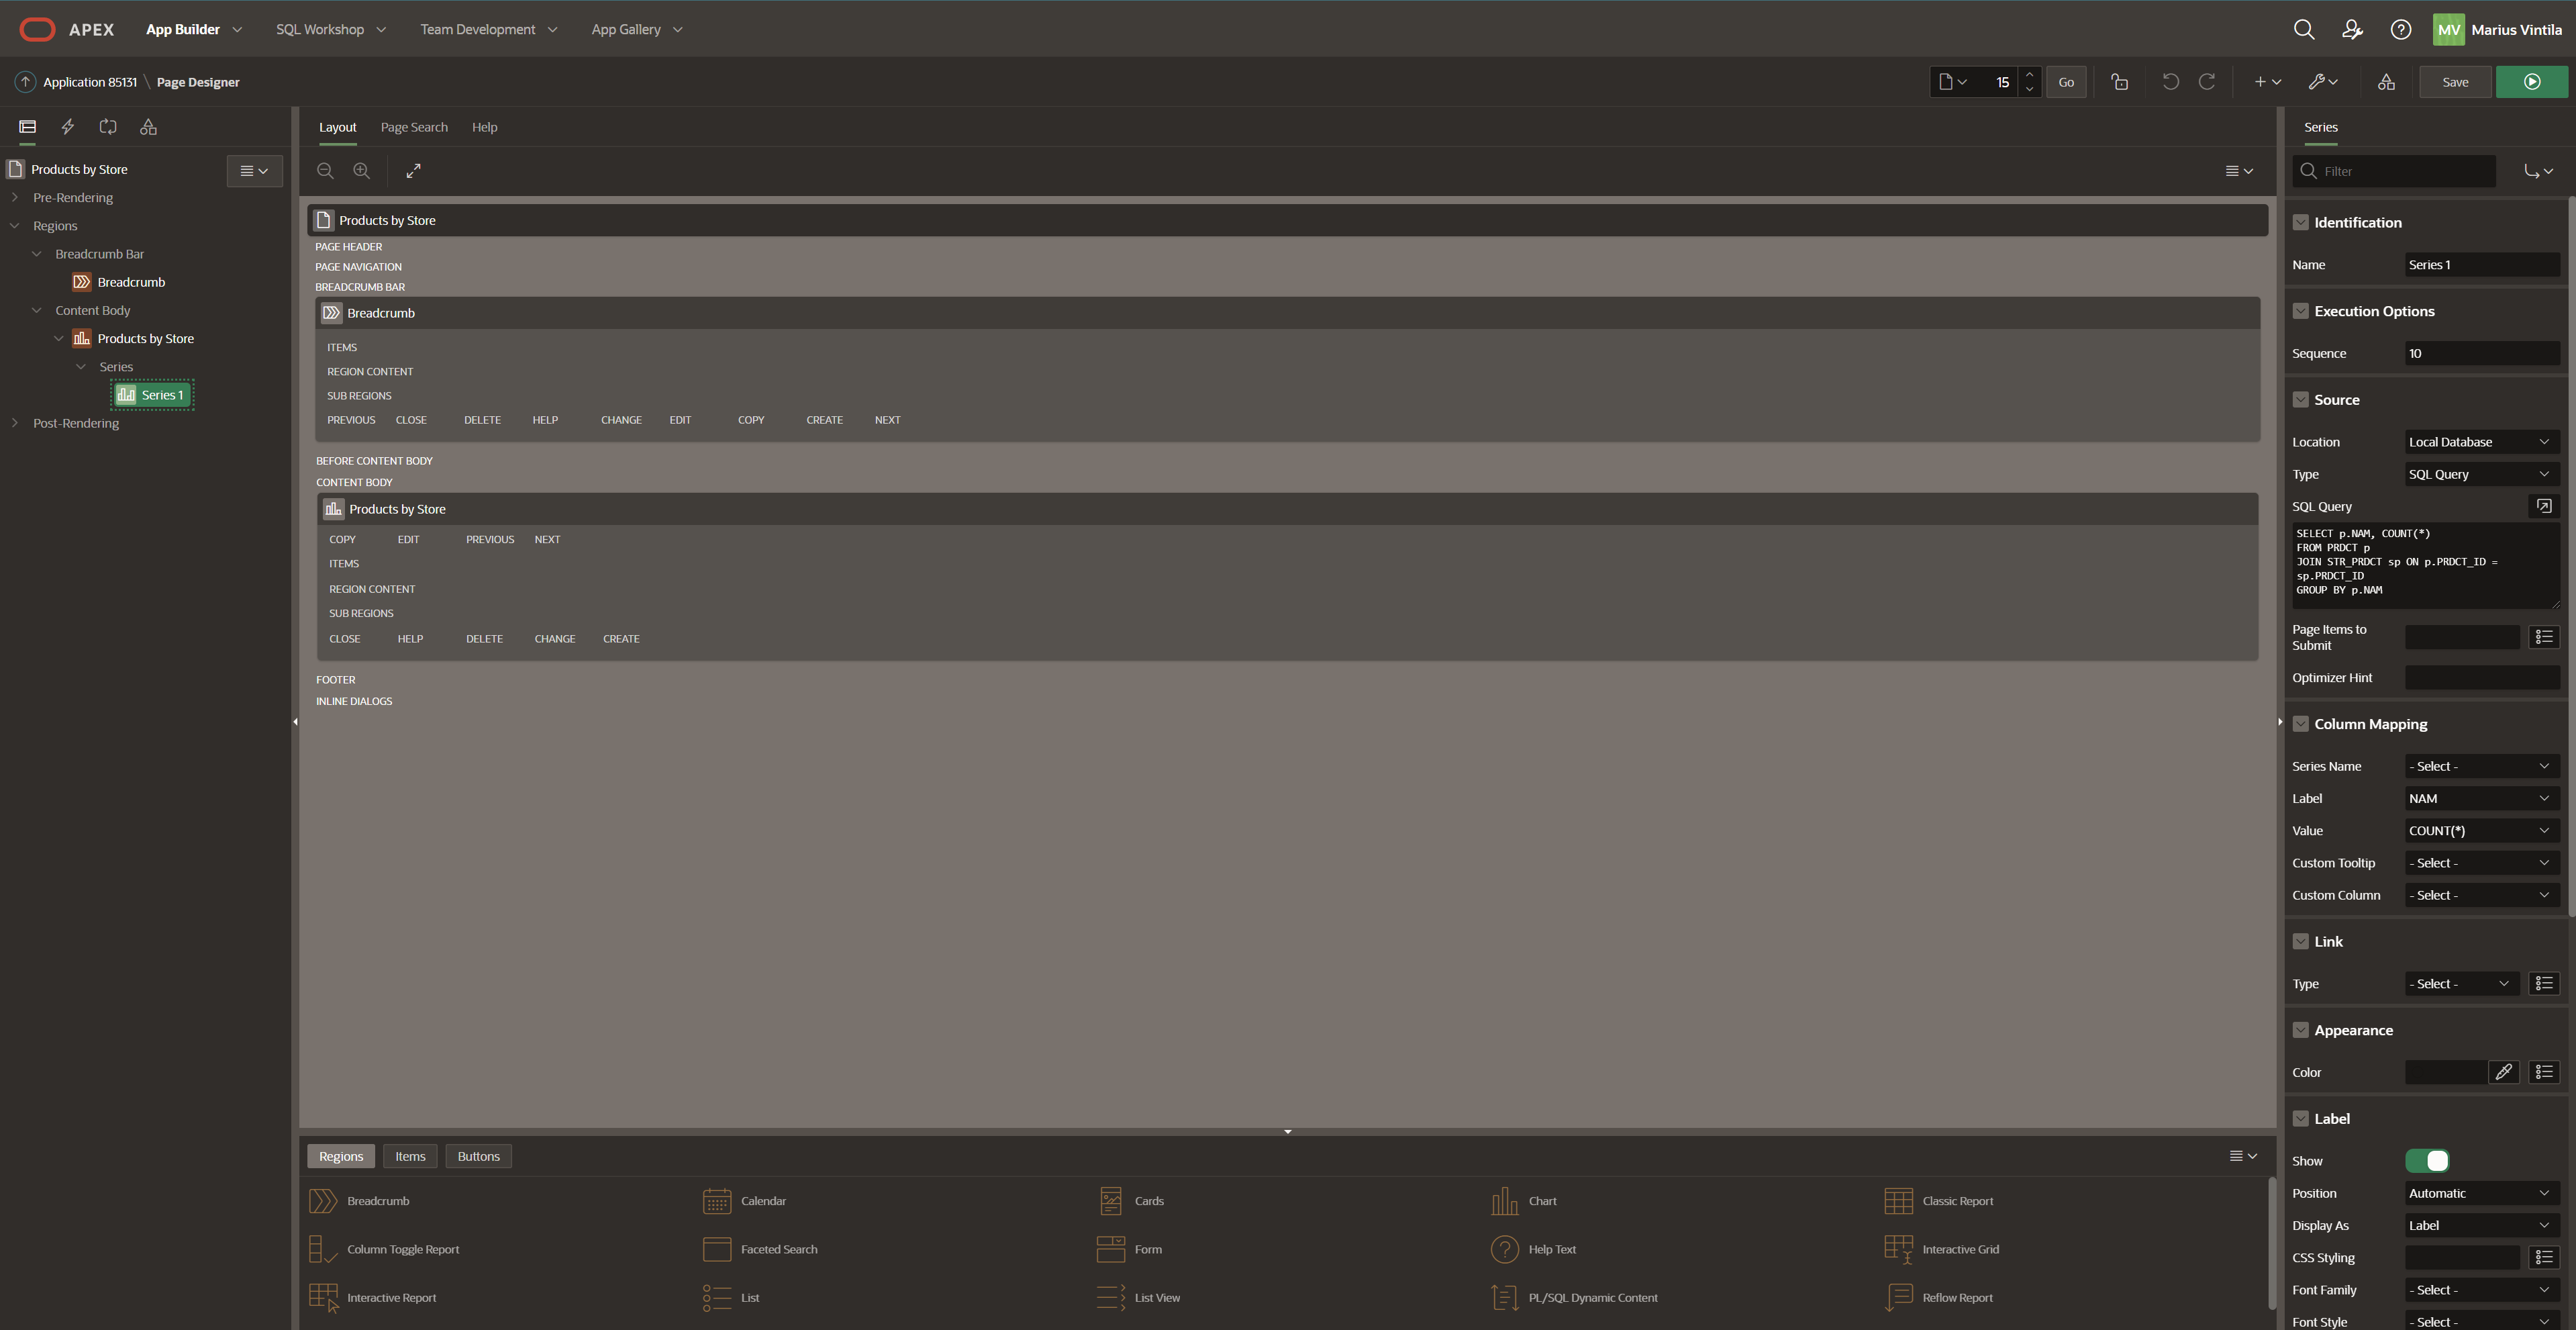 APEX App Builder SQL Workshop Team Development App Gallery MV Marius Vintila
Application 85131 \ Page Designer 15 Go Save
Products by Store
Pre-Rendering
Regions
Breadcrumb Bar
Breadcrumb
Content Body
Products by Store
Series
Series 1
Post-Rendering
Layout Page Search Help
Products by Store
PAGE HEADER
PAGE NAVIGATION
BREADCRUMB BAR
Breadcrumb
ITEMS
REGION CONTENT
SUB REGIONS
PREVIOUS CLOSE DELETE HELP CHANGE EDIT COPY CREATE NEXT
BEFORE CONTENT BODY
CONTENT BODY
Products by Store
COPY EDIT PREVIOUS NEXT
ITEMS
REGION CONTENT
SUB REGIONS
CLOSE HELP DELETE CHANGE CREATE
FOOTER
INLINE DIALOGS
Regions Items Buttons
Breadcrumb Calendar Cards Chart Classic Report
Column Toggle Report Faceted Search Form Help Text Interactive Grid
Interactive Report List List View PL/SQL Dynamic Content Reflow Report
Series
Filter
Identification
Name Series 1
Execution Options
Sequence 10
Source
Location Local Database
Type SQL Query
SQL Query
SELECT p.NAM, COUNT(*)
FROM PRDCT p
JOIN STR_PRDCT sp ON p.PRDCT_ID =
sp.PRDCT_ID
GROUP BY p.NAM
Page Items to
Submit
Optimizer Hint
Column Mapping
Series Name - Select -
Label NAM
Value COUNT(*)
Custom Tooltip - Select -
Custom Column - Select -
Link
Type - Select -
Appearance
Color
Label
Show
Position Automatic
Display As Label
CSS Styling
Font Family - Select -
Font Style - Select -